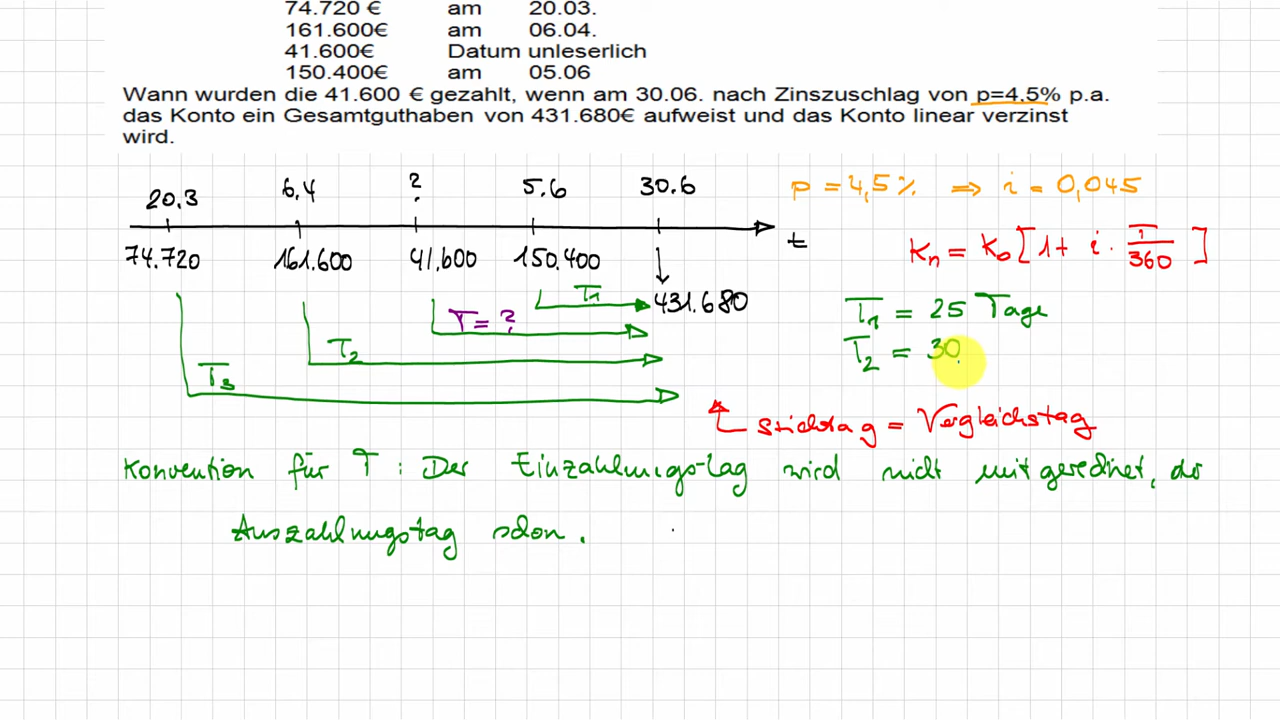 74.720 € am 20.03.
161.600€ am 06.04.
41.600€ Datum unleserlich
150.400€ am 05.06
Wann wurden die 41.600 € gezahlt, wenn am 30.06. nach Zinszuschlag von p=4,5% p.a.
das Konto ein Gesamtguthaben von 431.680€ aufweist und das Konto linear verzinst
wird.
20.3 6.4 ? 5.6 30.6
t
74.720 161.600 41.600 150.400
431.680
T1
T = ?
T2
T3
p = 4,5% ⇒ i = 0,045
Kn = K0 [1 + i · T/360]
T1 = 25 Tage
T2 = 30
Stichtag = Vergleichstag
Konvention für T : Der Einzahlungstag wird nicht mitgerechnet, der
Auszahlungstag schon.